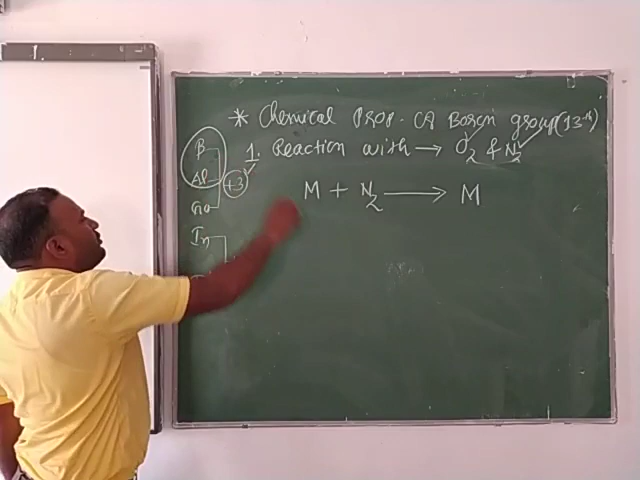 * Chemical Prop. of Boron group (13th)
1. Reaction with → O2 & N2
B
Al
+3
Ga
In
M + N2 → M